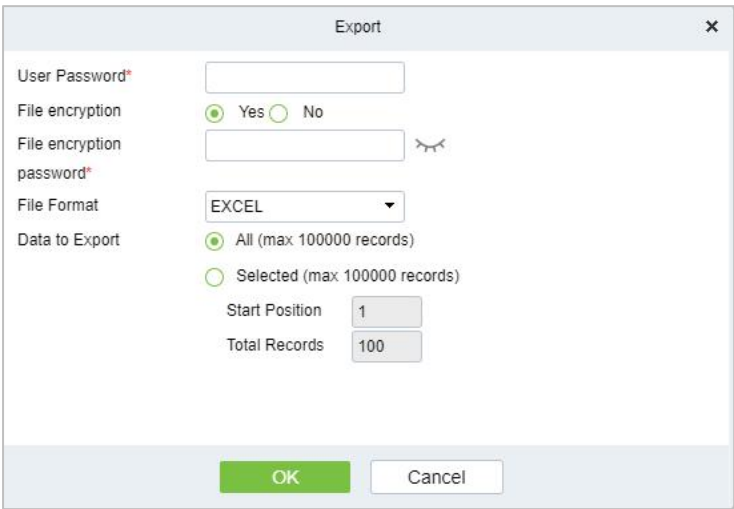 Export
User Password*
File encryption Yes No
File encryption
password*
File Format EXCEL
Data to Export All (max 100000 records)
Selected (max 100000 records)
Start Position 1
Total Records 100
OK Cancel